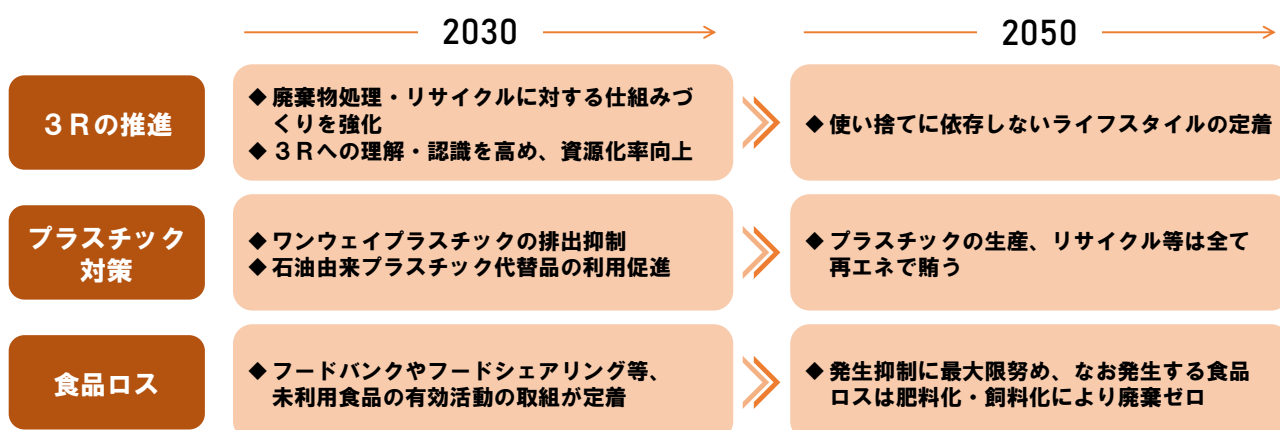 2030
2050
３Ｒの推進
◆廃棄物処理・リサイクルに対する仕組みづ
くりを強化
◆３Ｒへの理解・認識を高め、資源化率向上
◆使い捨てに依存しないライフスタイルの定着
プラスチック
対策
◆ワンウェイプラスチックの排出抑制
◆石油由来プラスチック代替品の利用促進
◆プラスチックの生産、リサイクル等は全て
再エネで賄う
食品ロス
◆フードバンクやフードシェアリング等、
未利用食品の有効活動の取組が定着
◆発生抑制に最大限努め、なお発生する食品
ロスは肥料化・飼料化により廃棄ゼロ